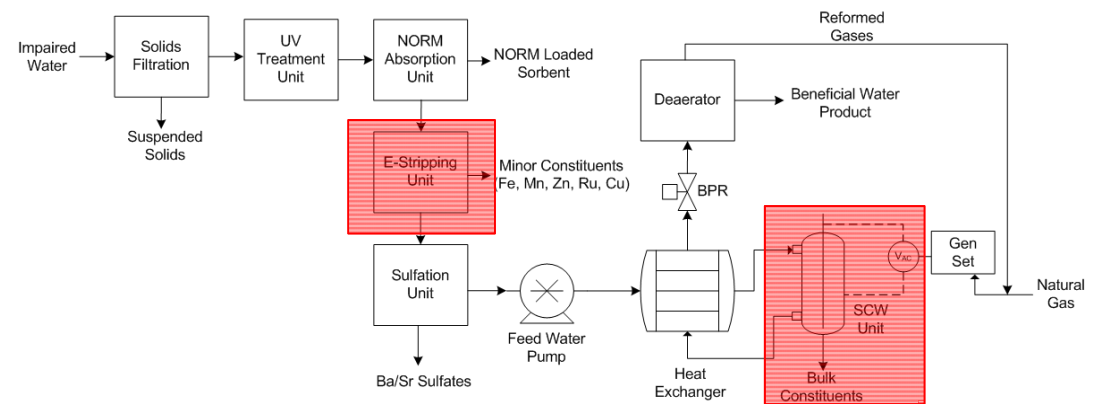 Impaired
Water
Solids
Filtration
Suspended
Solids
UV
Treatment
Unit
NORM
Absorption
Unit
NORM Loaded
Sorbent
E-Stripping
Unit
Minor Constituents
(Fe, Mn, Zn, Ru, Cu)
Sulfation
Unit
Ba/Sr Sulfates
Feed Water
Pump
Heat
Exchanger
BPR
Deaerator
Beneficial Water
Product
Reformed
Gases
VAC
SCW
Unit
Bulk
Constituents
Gen
Set
Natural
Gas